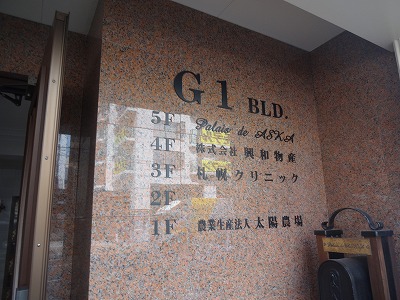 G1 BLD.
5F Palais de ASKA
4F 株式会社 興和物産
3F 札幌クリニック
2F
1F 農業生産法人 太陽農場